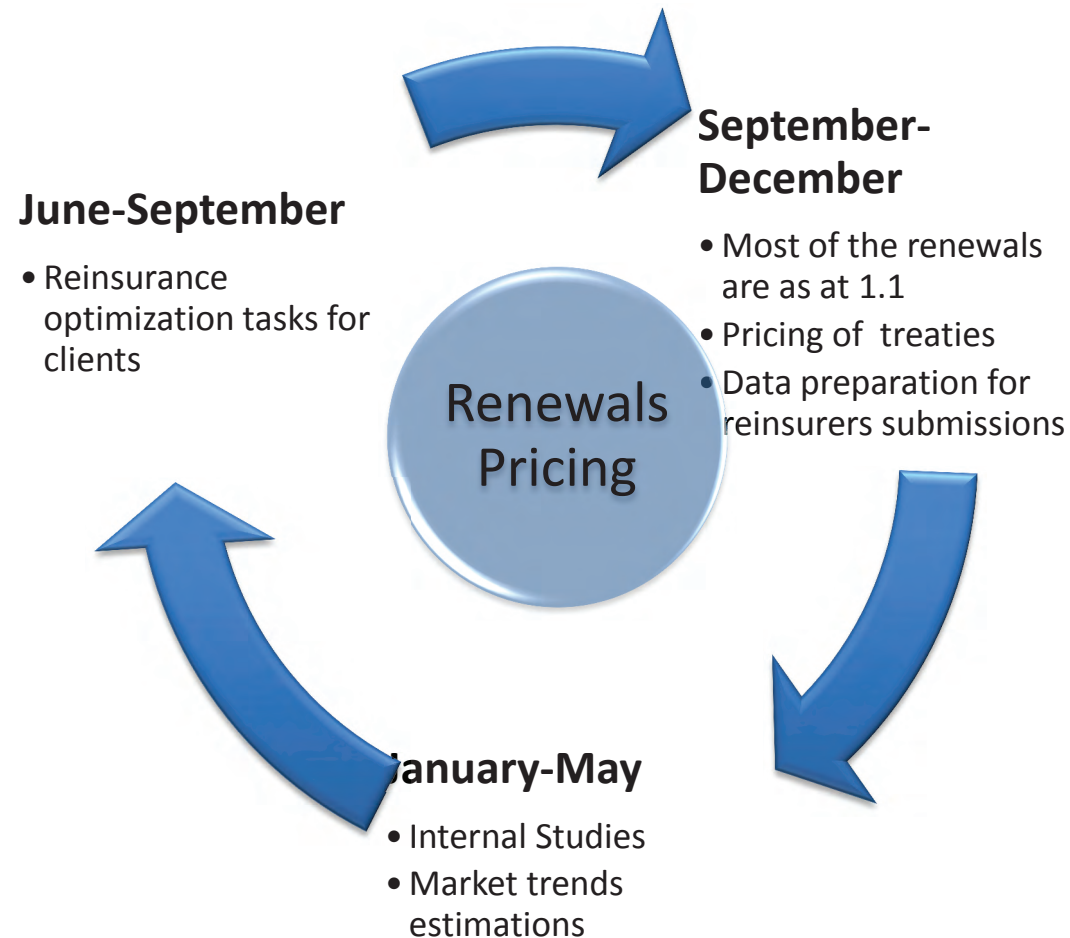 September-
December
• Most of the renewals
are as at 1.1
• Pricing of treaties
• Data preparation for
reinsurers submissions
June-September
• Reinsurance
optimization tasks for
clients
Renewals
Pricing
January-May
• Internal Studies
• Market trends
estimations